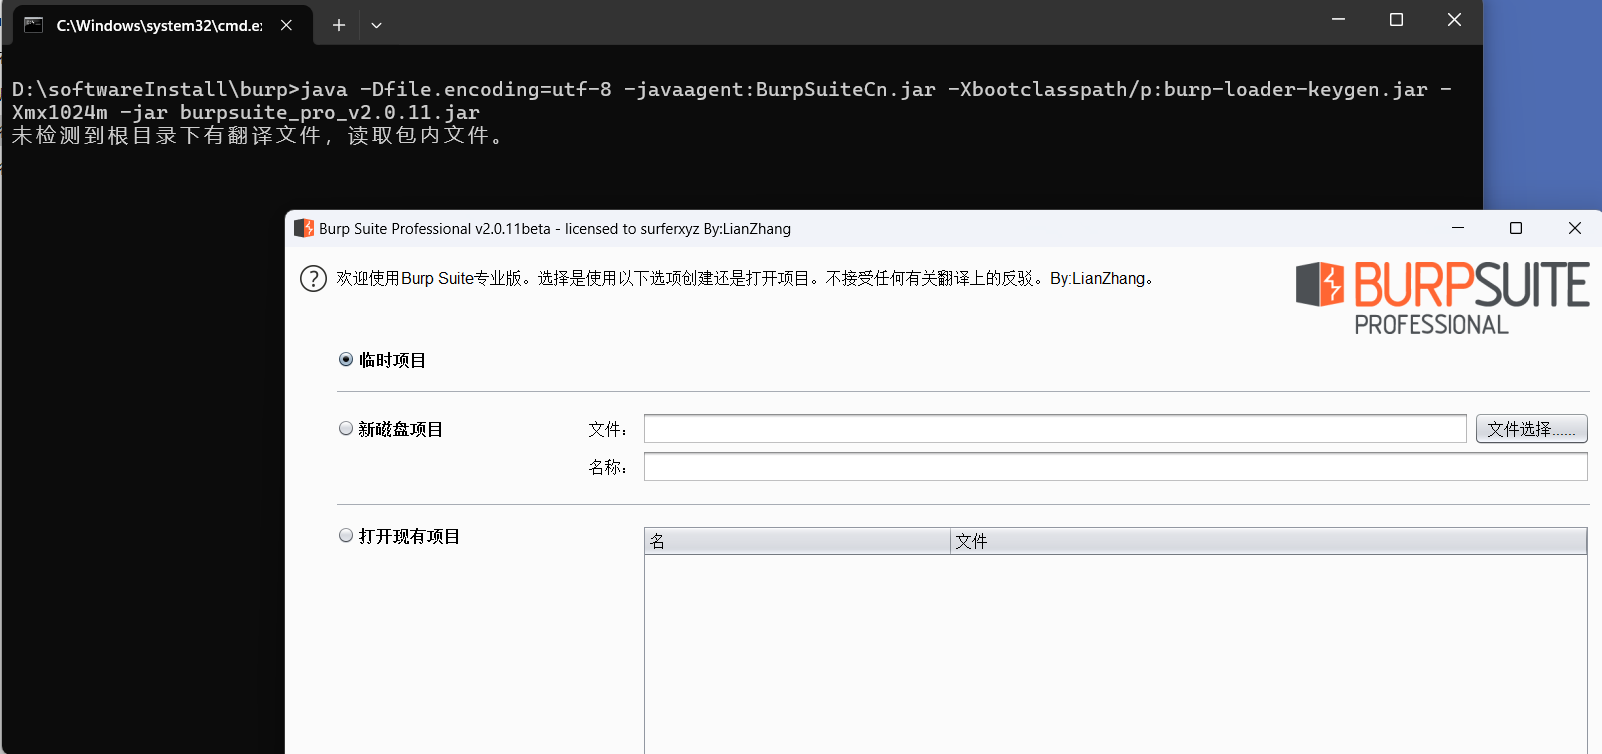 C:\Windows\system32\cmd.e
D:\softwareInstall\burp>java -Dfile.encoding=utf-8 -javaagent:BurpSuiteCn.jar -Xbootclasspath/p:burp-loader-keygen.jar -
Xmx1024m -jar burpsuite_pro_v2.0.11.jar
未检测到根目录下有翻译文件，读取包内文件。
Burp Suite Professional v2.0.11beta - licensed to surferxyz By:LianZhang
? 欢迎使用Burp Suite专业版。选择是使用以下选项创建还是打开项目。不接受任何有关翻译上的反驳。By:LianZhang。
BURPSUITE
PROFESSIONAL
临时项目
新磁盘项目 文件： 文件选择......
名称：
打开现有项目 名 文件